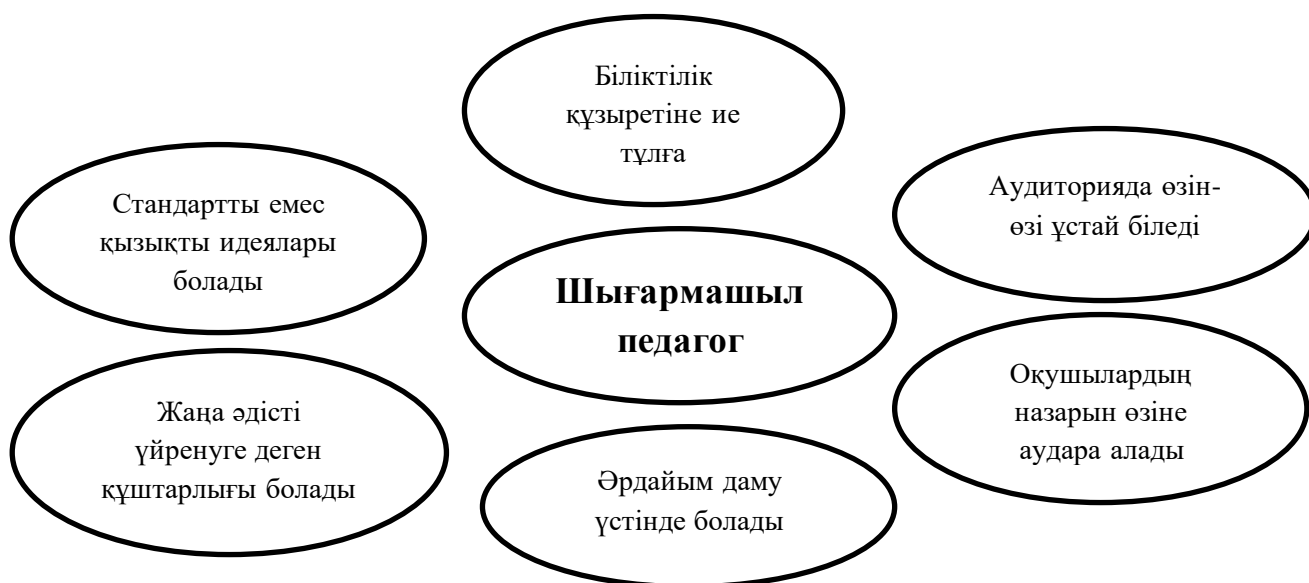 Біліктілік
құзыретіне ие
тұлға
Стандартты емес
қызықты идеялары
болады
Аудиторияда өзін-
өзі ұстай біледі
Шығармашыл
педагог
Жаңа әдісті
үйренуге деген
құштарлығы болады
Әрдайым даму
үстінде болады
Оқушылардың
назарын өзіне
аудара алады